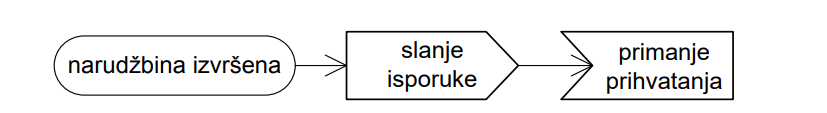 narudžbina izvršena
slanje
isporuke
primanje
prihvatanja